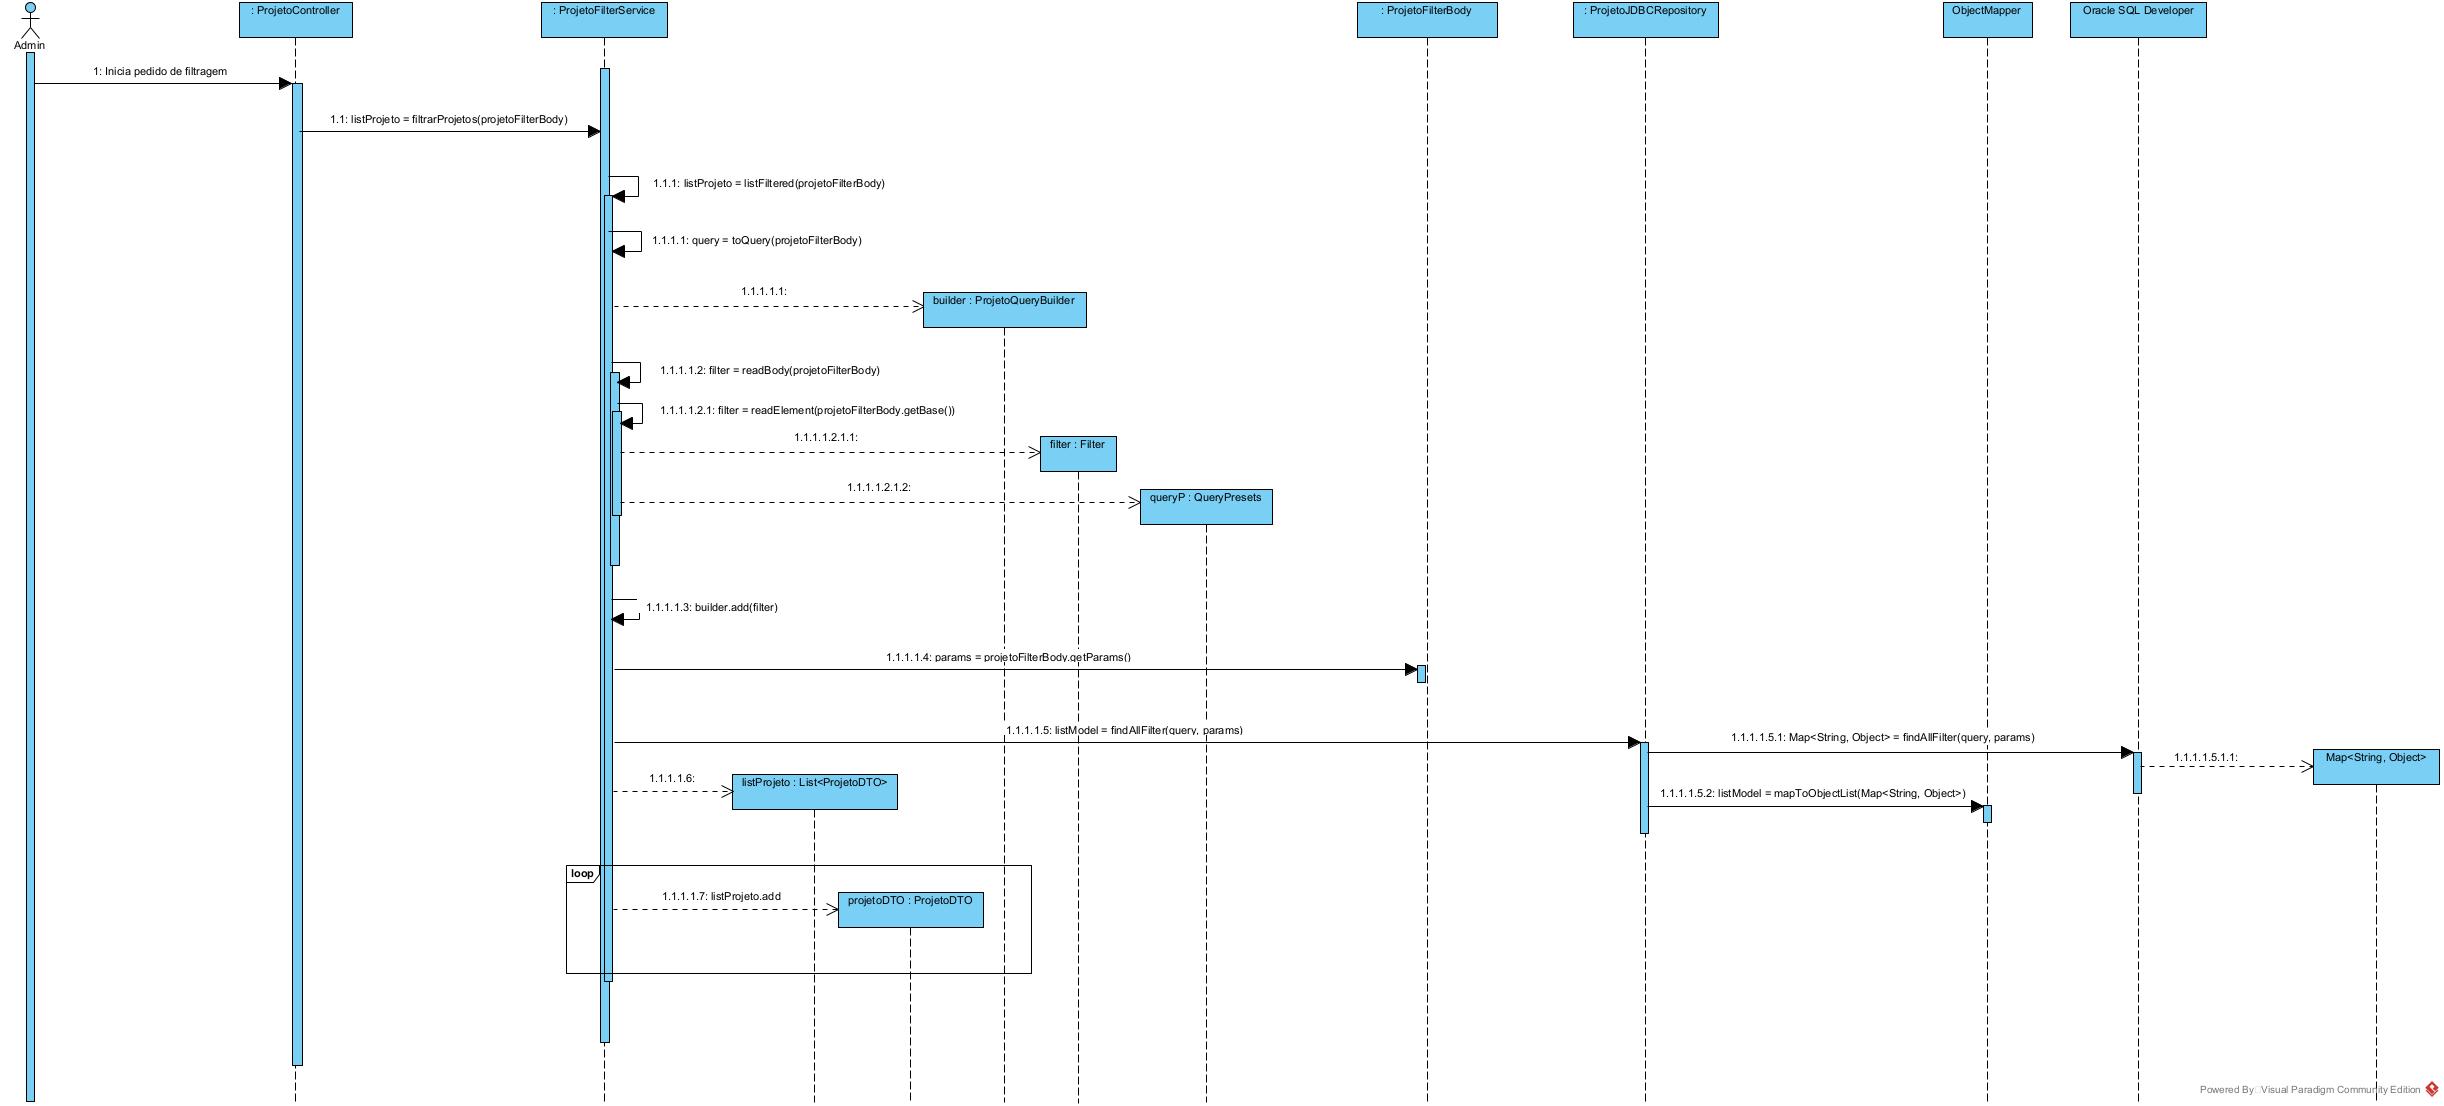 Admin
: ProjetoController
: ProjetoFilterService
: ProjetoFilterBody
: ProjetoJDBCRepository
ObjectMapper
Oracle SQL Developer
1: Inicia pedido de filtragem
1.1: listProjeto = filtrarProjetos(projetoFilterBody)
1.1.1: listProjeto = listFiltered(projetoFilterBody)
1.1.1.1: query = toQuery(projetoFilterBody)
1.1.1.1.1:
builder : ProjetoQueryBuilder
1.1.1.1.2: filter = readBody(projetoFilterBody)
1.1.1.1.2.1: filter = readElement(projetoFilterBody.getBase())
1.1.1.1.2.1.1:
filter : Filter
1.1.1.1.2.1.2:
queryP : QueryPresets
1.1.1.1.3: builder.add(filter)
1.1.1.1.4: params = projetoFilterBody.getParams()
1.1.1.1.5: listModel = findAllFilter(query, params)
1.1.1.1.5.1: Map<String, Object> = findAllFilter(query, params)
1.1.1.1.5.1.1:
Map<String, Object>
1.1.1.1.6:
listProjeto : List<ProjetoDTO>
1.1.1.1.5.2: listModel = mapToObjectList(Map<String, Object>)
loop
1.1.1.1.7: listProjeto.add
projetoDTO : ProjetoDTO
Powered By Visual Paradigm Community Edition